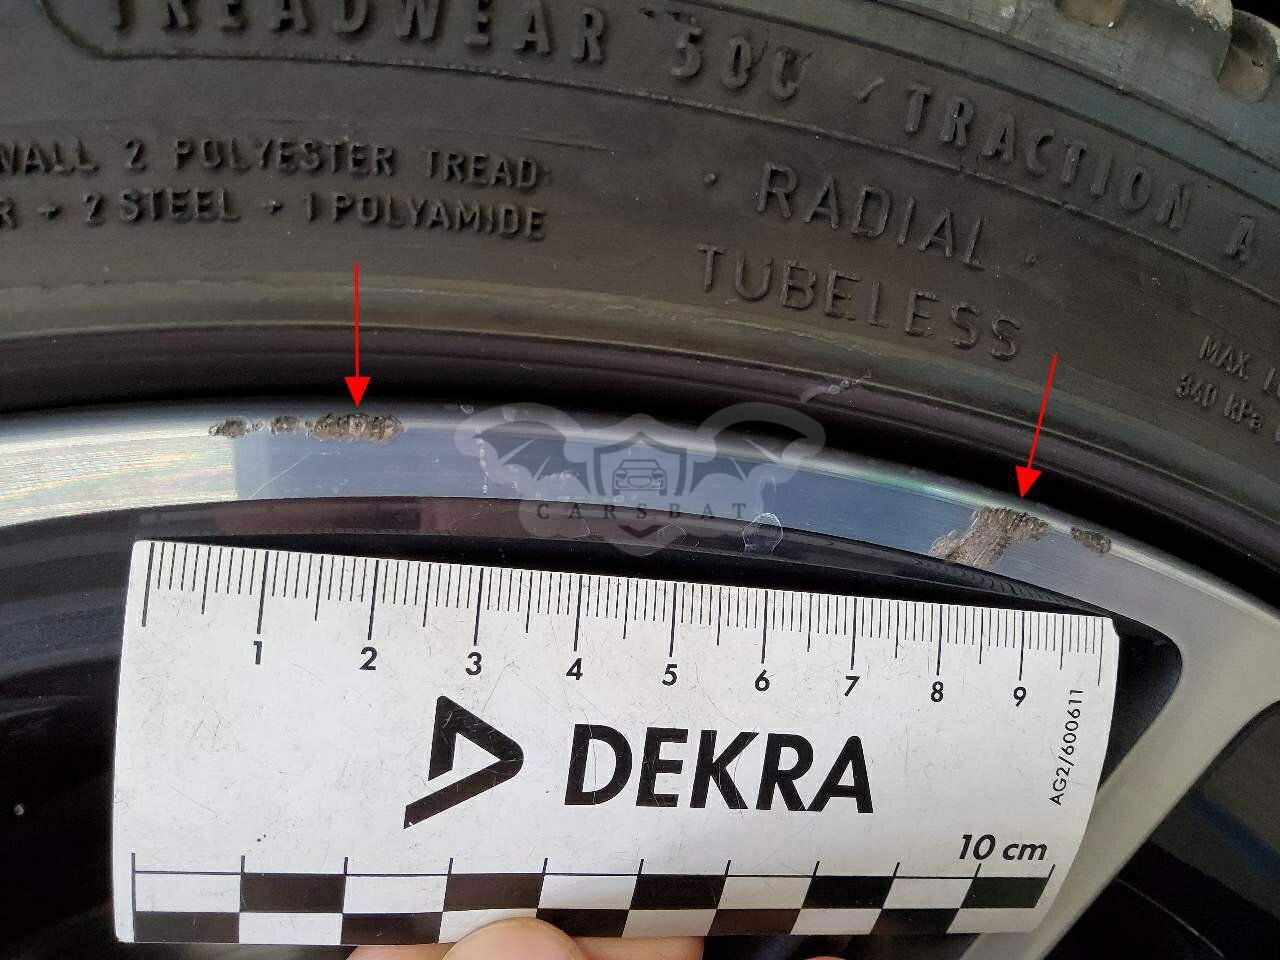 TREADWEAR 500 / TRACTION A
WALL 2 POLYESTER TREAD:
R + 2 STEEL + 1 POLYAMIDE
RADIAL
TUBELESS
MAX
340 kPa
CARSBAT
1 2 3 4 5 6 7 8 9
DEKRA
AG2/600611
10 cm